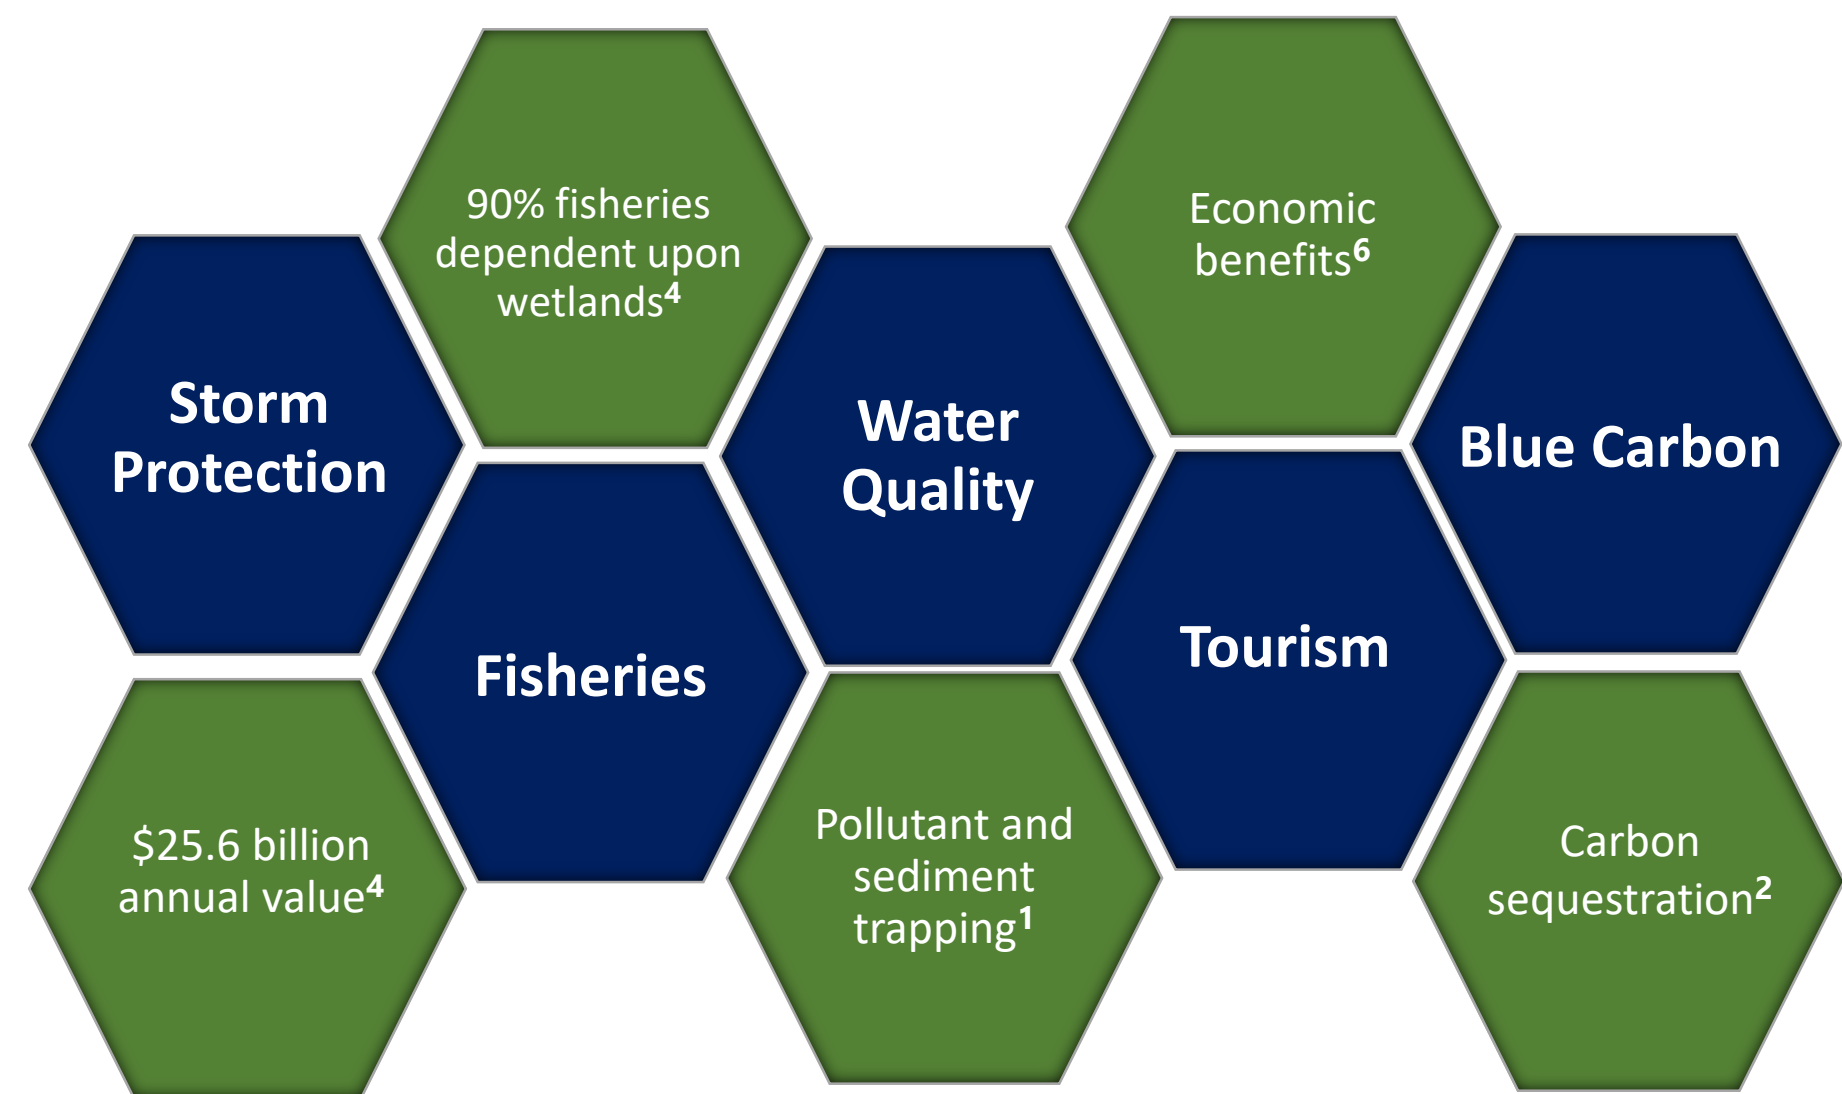 90% fisheries
dependent upon
wetlands⁴
Economic
benefits⁶
Storm
Protection
Water
Quality
Blue Carbon
Fisheries
Tourism
$25.6 billion
annual value⁴
Pollutant and
sediment
trapping¹
Carbon
sequestration²